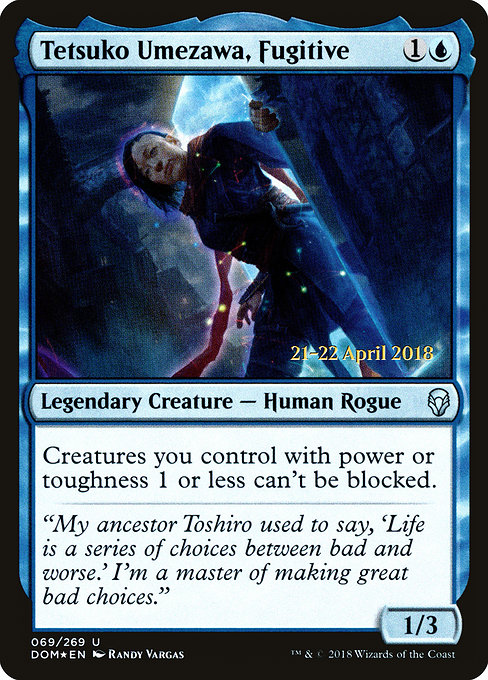 Tetsuko Umezawa, Fugitive 1
21–22 April 2018
Legendary Creature — Human Rogue
Creatures you control with power or
toughness 1 or less can't be blocked.
“My ancestor Toshiro used to say, ‘Life
is a series of choices between bad and
worse.’ I'm a master of making great
bad choices.”
1/3
069/269 U
DOM★EN Randy Vargas
™ & © 2018 Wizards of the Coast